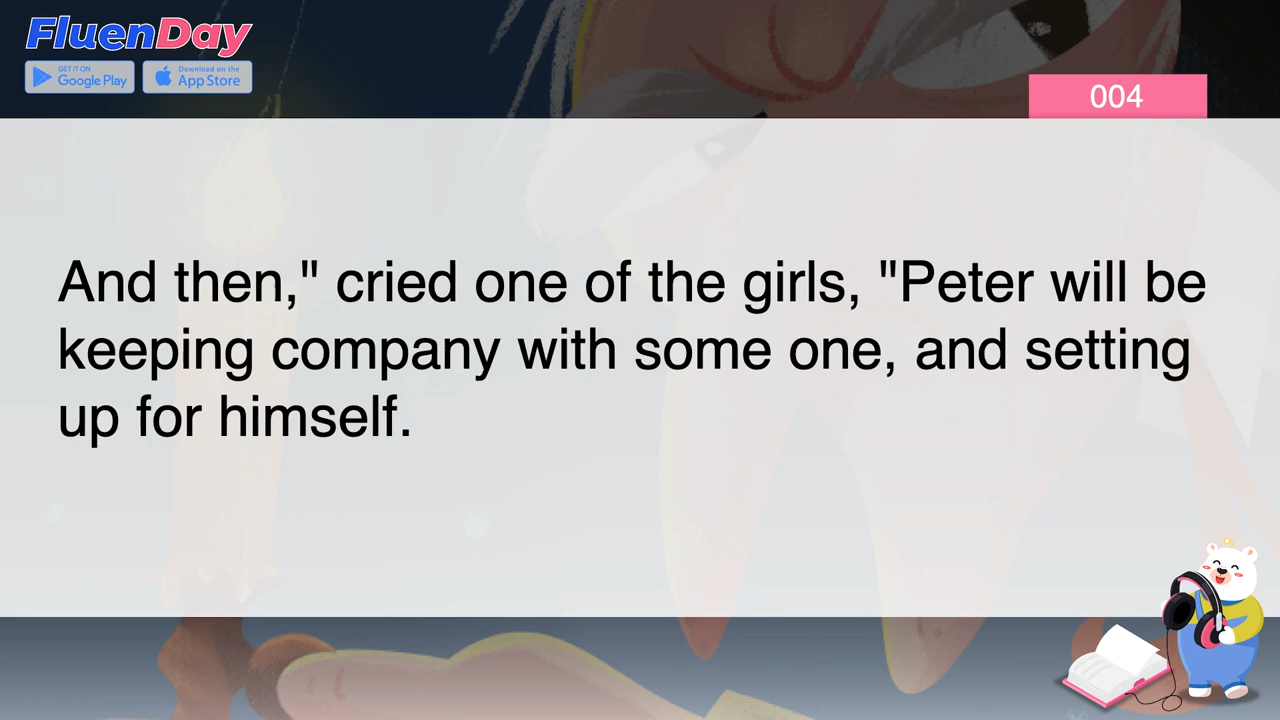 FluenDay
GET IT ON
Google Play
Download on the
App Store
004
And then," cried one of the girls, "Peter will be
keeping company with some one, and setting
up for himself.